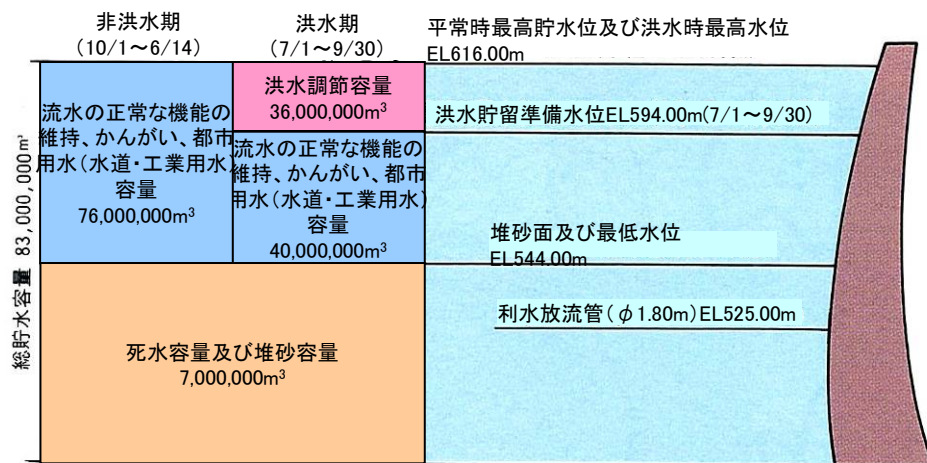 非洪水期
(10/1～6/14)
洪水期
(7/1～9/30)
平常時最高貯水位及び洪水時最高水位
EL616.00m
総貯水容量 83,000,000m³
流水の正常な機能の
維持、かんがい、都市
用水(水道・工業用水)
容量
76,000,000m³
洪水調節容量
36,000,000m³
流水の正常な機能の
維持、かんがい、都市
用水(水道・工業用水)
容量
40,000,000m³
洪水貯留準備水位EL594.00m(7/1～9/30)
堆砂面及び最低水位
EL544.00m
利水放流管(φ1.80m)EL525.00m
死水容量及び堆砂容量
7,000,000m³